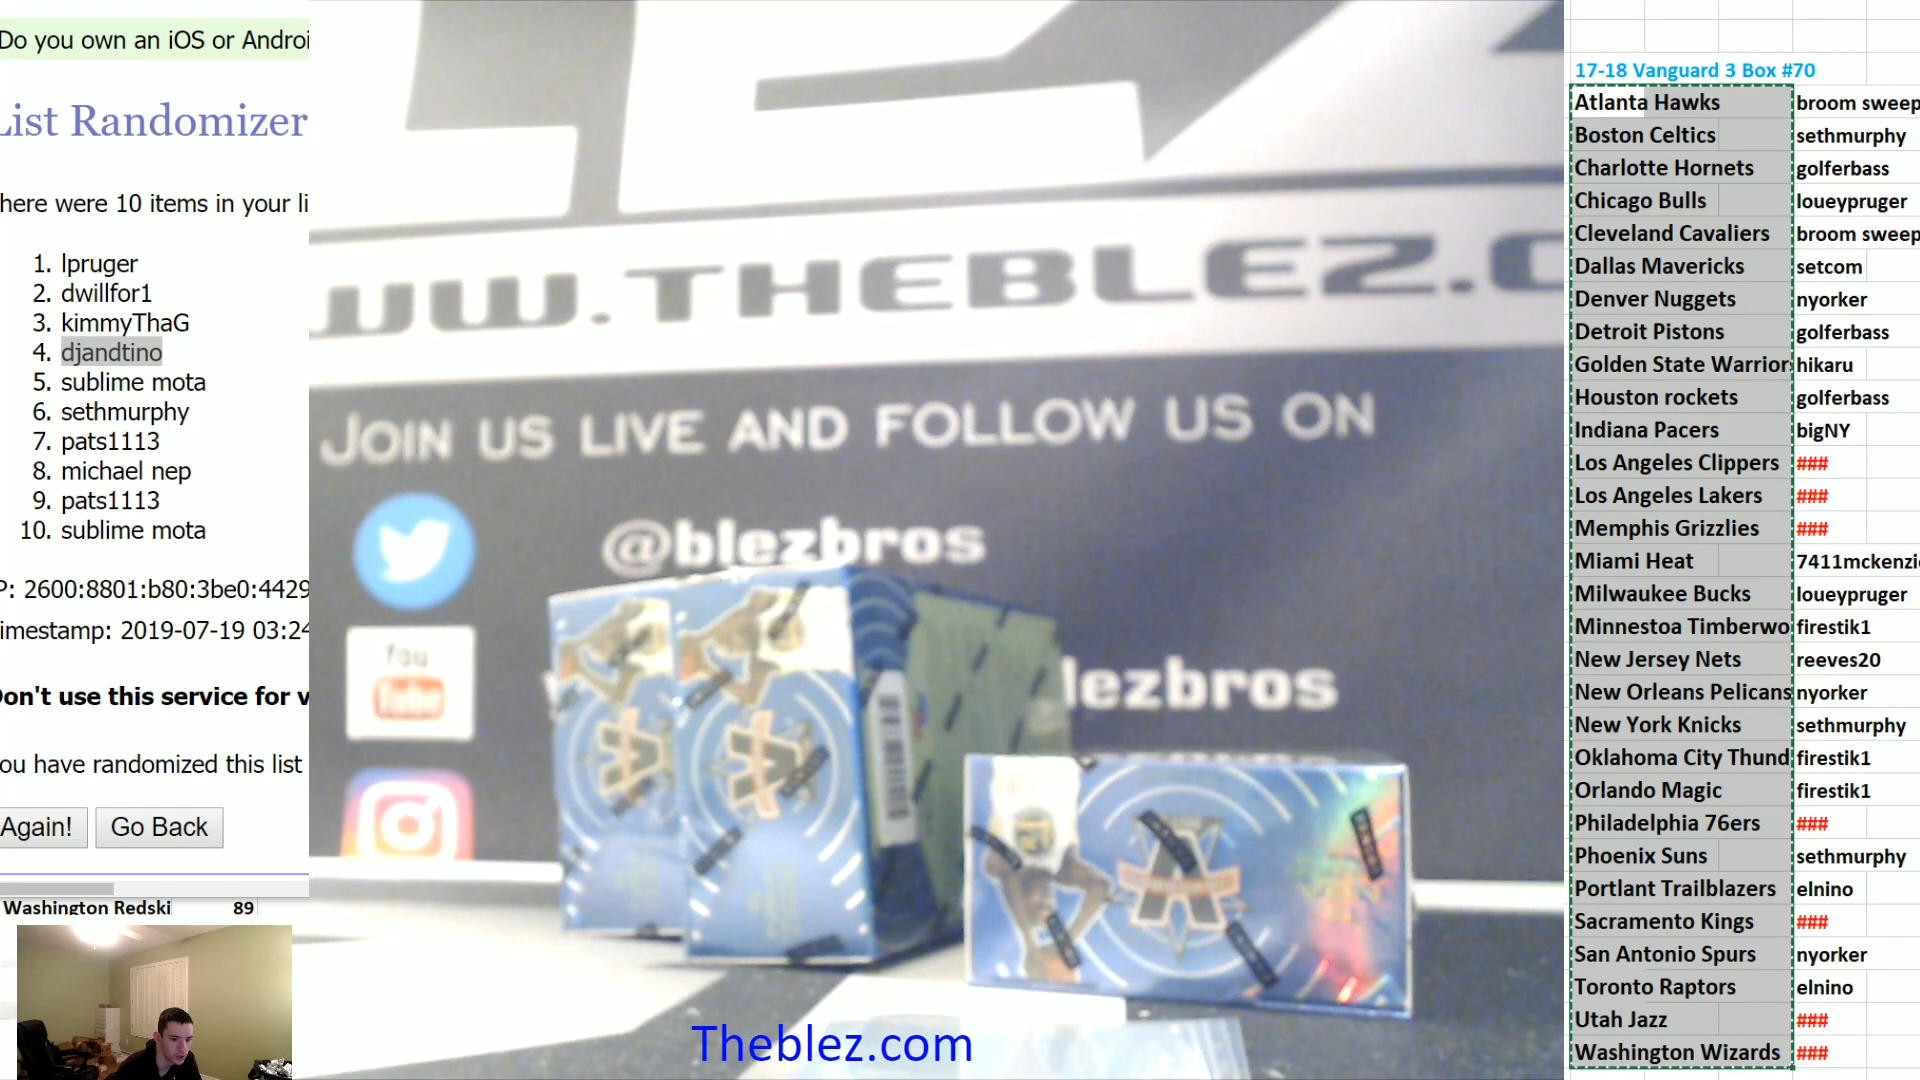 Do you own an iOS or Androi
List Randomizer
here were 10 items in your li
1. lpruger
2. dwillfor1
3. kimmyThaG
4. djandtino
5. sublime mota
6. sethmurphy
7. pats1113
8. michael nep
9. pats1113
10. sublime mota
P: 2600:8801:b80:3be0:4429
imestamp: 2019-07-19 03:24
Don't use this service for v
ou have randomized this list
Again! Go Back
Washington Redski 89
WW.THEBLEZ.C
JOIN US LIVE AND FOLLOW US ON
@blezbros
You
Tube
lezbros
Theblez.com
17-18 Vanguard 3 Box #70
Atlanta Hawks broom sweep
Boston Celtics sethmurphy
Charlotte Hornets golferbass
Chicago Bulls loueypruger
Cleveland Cavaliers broom sweep
Dallas Mavericks setcom
Denver Nuggets nyorker
Detroit Pistons golferbass
Golden State Warriors hikaru
Houston rockets golferbass
Indiana Pacers bigNY
Los Angeles Clippers ###
Los Angeles Lakers ###
Memphis Grizzlies ###
Miami Heat 7411mckenzie
Milwaukee Bucks loueypruger
Minnestoa Timberwo firestik1
New Jersey Nets reeves20
New Orleans Pelicans nyorker
New York Knicks sethmurphy
Oklahoma City Thund firestik1
Orlando Magic firestik1
Philadelphia 76ers ###
Phoenix Suns sethmurphy
Portlant Trailblazers elnino
Sacramento Kings ###
San Antonio Spurs nyorker
Toronto Raptors elnino
Utah Jazz ###
Washington Wizards ###